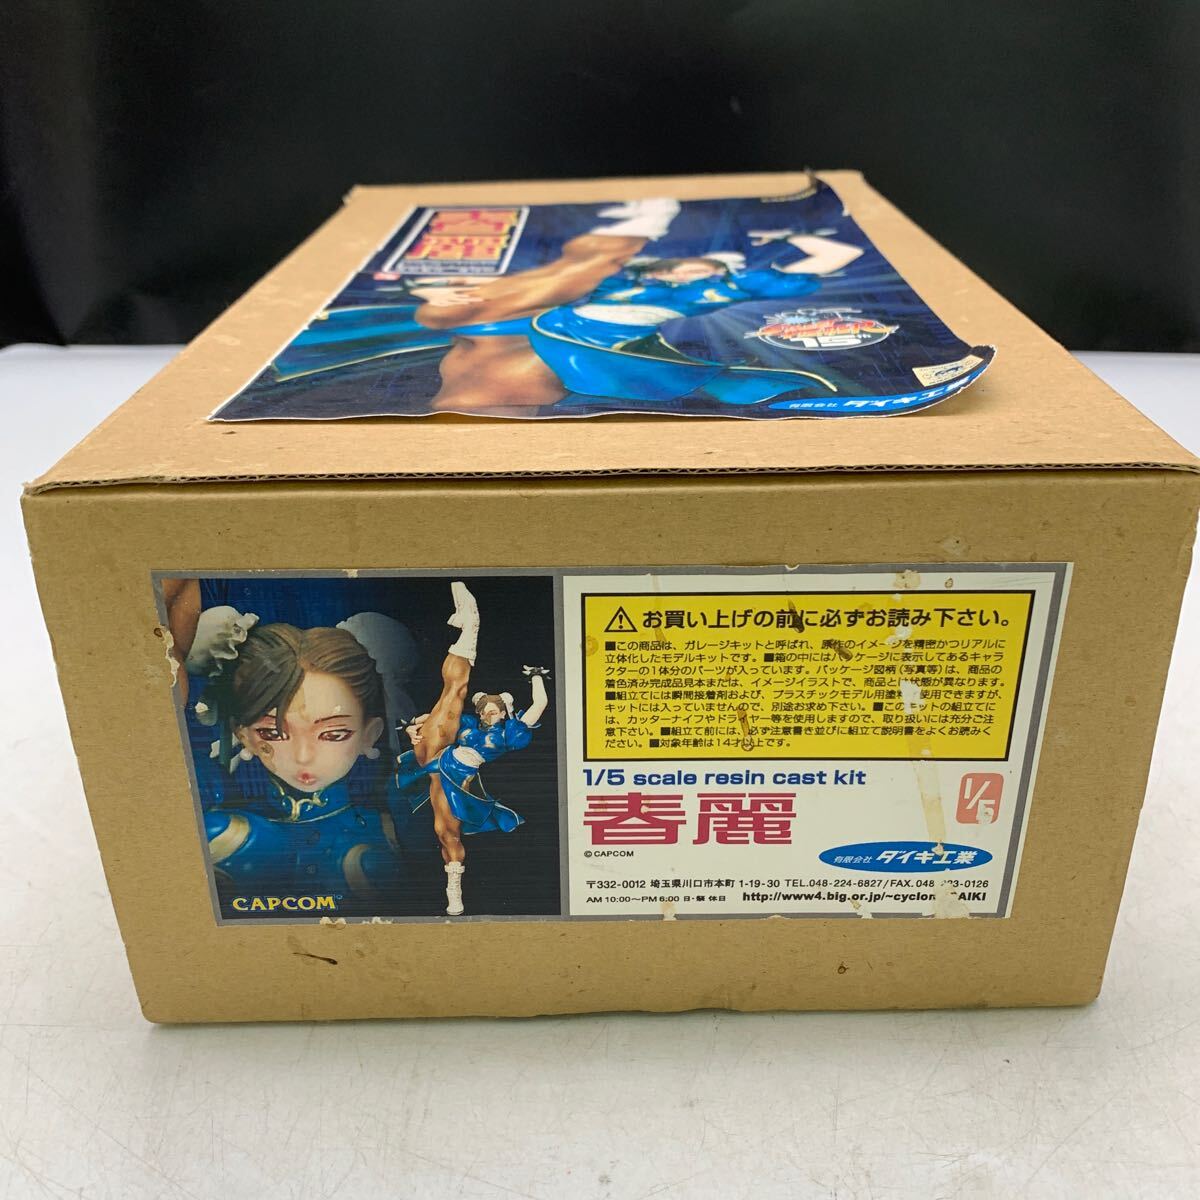 CAPCOM
春麗
15th
有限会社 ダイキ工業
お買い上げの前に必ずお読み下さい。
■この商品は、ガレージキットと呼ばれ、原作のイメージを精密かつリアルに
立体化したモデルキットです。■箱の中にはパッケージに表示してあるキャラ
クターの1体分のパーツが入っています。パッケージ図柄(写真等)は、商品の
着色済み完成品見本または、イメージイラストで、商品とは状態が異なります。
■組立てには瞬間接着剤および、プラスチックモデル用塗料 使用できますが、
キットには入っていませんので、別途お求め下さい。■このキットの組立てに
は、カッターナイフやドライヤー等を使用しますので、取り扱いには充分ご注
意下さい。■組立て前には、必ず注意書き並びに組立て説明書をよくお読みく
ださい。■対象年齢は14才以上です。
1/5 scale resin cast kit
春麗
1/5
©CAPCOM
有限会社 ダイキ工業
〒332-0012 埼玉県川口市本町 1-19-30 TEL.048-224-6827/FAX.048 23-0126
AM 10:00～PM 6:00 日・祭 休日 http://www4.big.or.jp/~cyclon AIKI
CAPCOM